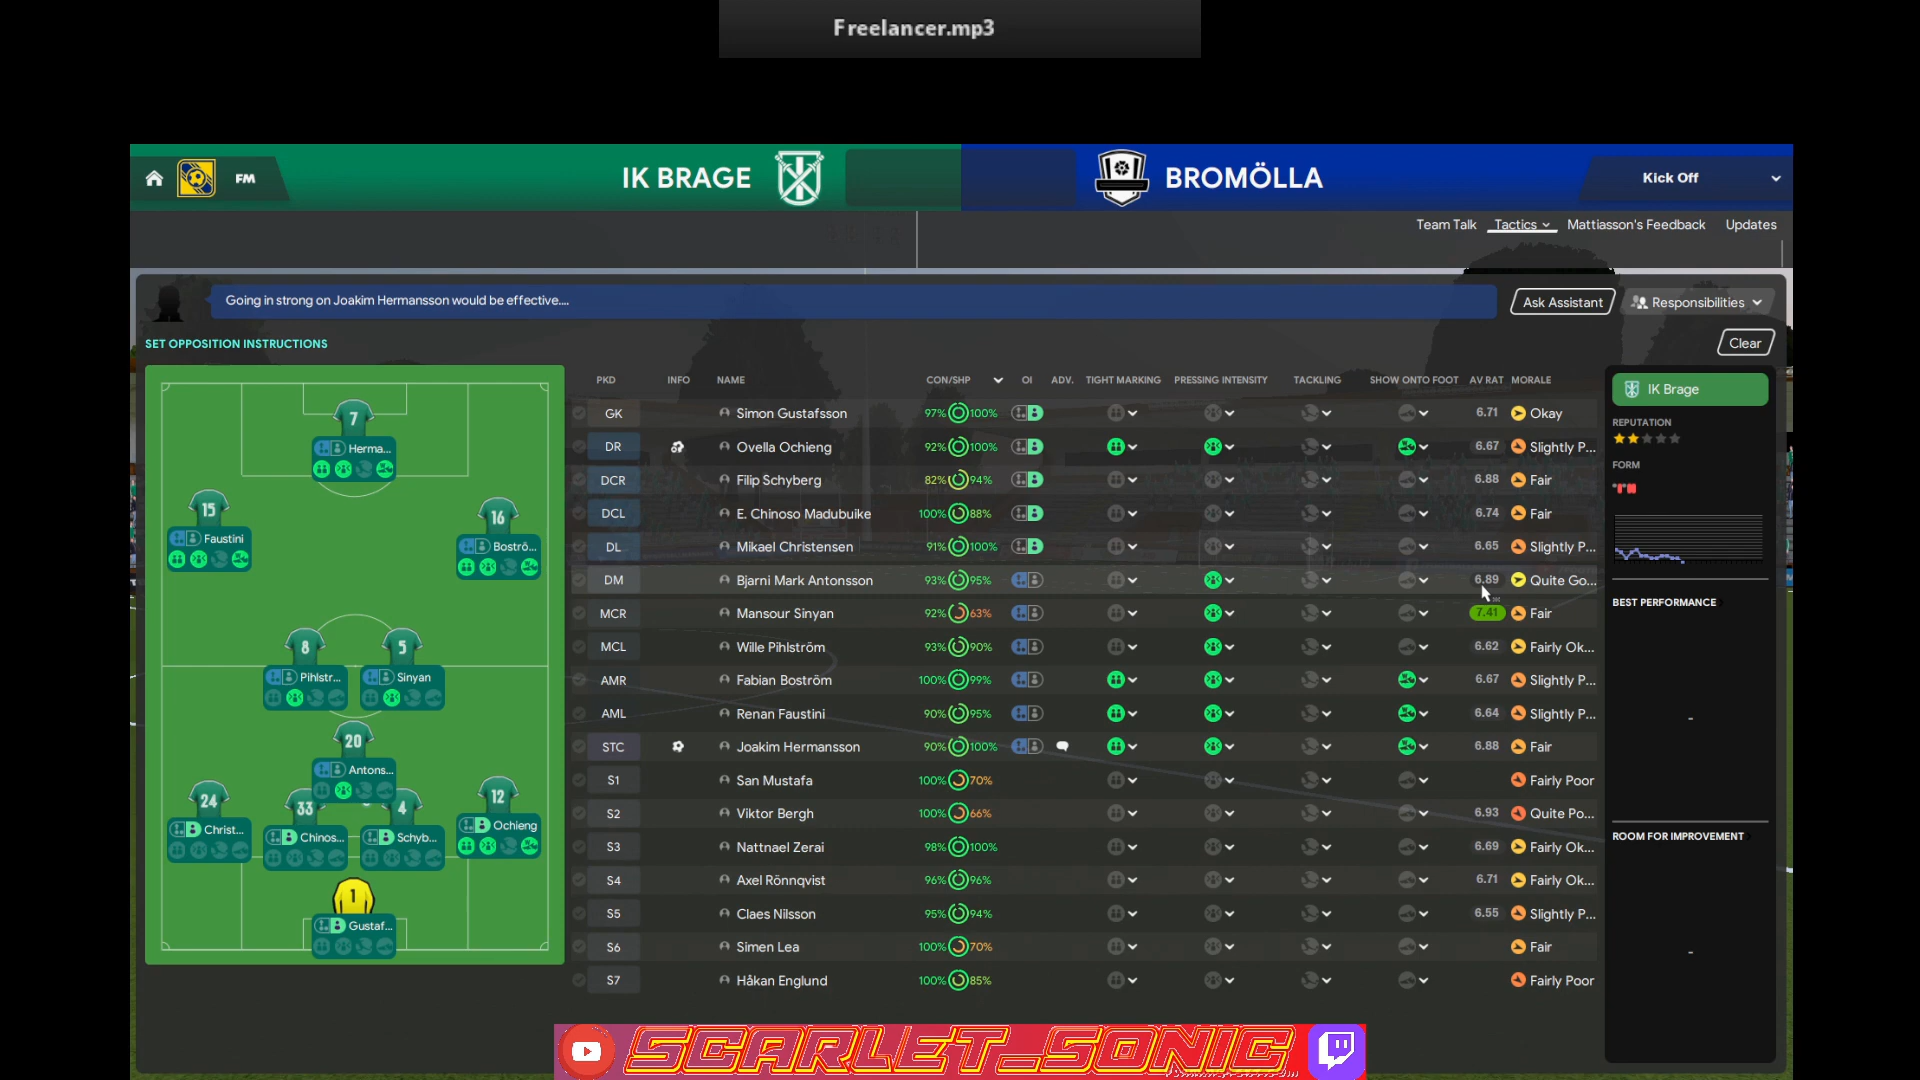 Freelancer.mp3
FM
IK BRAGE
BROMÖLLA
Kick Off
Team Talk Tactics Mattiasson's Feedback Updates
Going in strong on Joakim Hermansson would be effective....
Ask Assistant
Responsibilities
SET OPPOSITION INSTRUCTIONS
Clear
7
Herma...
15
Faustini
16
Boströ...
8
Pihlstr...
5
Sinyan
20
Antons...
24
Christ...
33
Chinos...
4
Schyb...
12
Ochieng
1
Gustaf...
PKD INFO NAME CON/SHP OI ADV. TIGHT MARKING PRESSING INTENSITY TACKLING SHOW ONTO FOOT AV RAT MORALE
GK Simon Gustafsson 97% 100% 6.71 Okay
DR Ovella Ochieng 92% 100% 6.67 Slightly P...
DCR Filip Schyberg 82% 94% 6.88 Fair
DCL E. Chinoso Madubuike 100% 88% 6.74 Fair
DL Mikael Christensen 91% 100% 6.65 Slightly P...
DM Bjarni Mark Antonsson 93% 95% 6.89 Quite Go...
MCR Mansour Sinyan 92% 63% 7.41 Fair
MCL Wille Pihlström 93% 90% 6.62 Fairly Ok...
AMR Fabian Boström 100% 99% 6.67 Slightly P...
AML Renan Faustini 90% 95% 6.64 Slightly P...
STC Joakim Hermansson 90% 100% 6.88 Fair
S1 San Mustafa 100% 70% Fairly Poor
S2 Viktor Bergh 100% 66% 6.93 Quite Po...
S3 Nattnael Zerai 98% 100% 6.69 Fairly Ok...
S4 Axel Rönnqvist 96% 96% 6.71 Fairly Ok...
S5 Claes Nilsson 95% 94% 6.55 Slightly P...
S6 Simen Lea 100% 70% Fair
S7 Håkan Englund 100% 85% Fairly Poor
IK Brage
REPUTATION
FORM
BEST PERFORMANCE
-
ROOM FOR IMPROVEMENT
-
SCARLET_SONIC